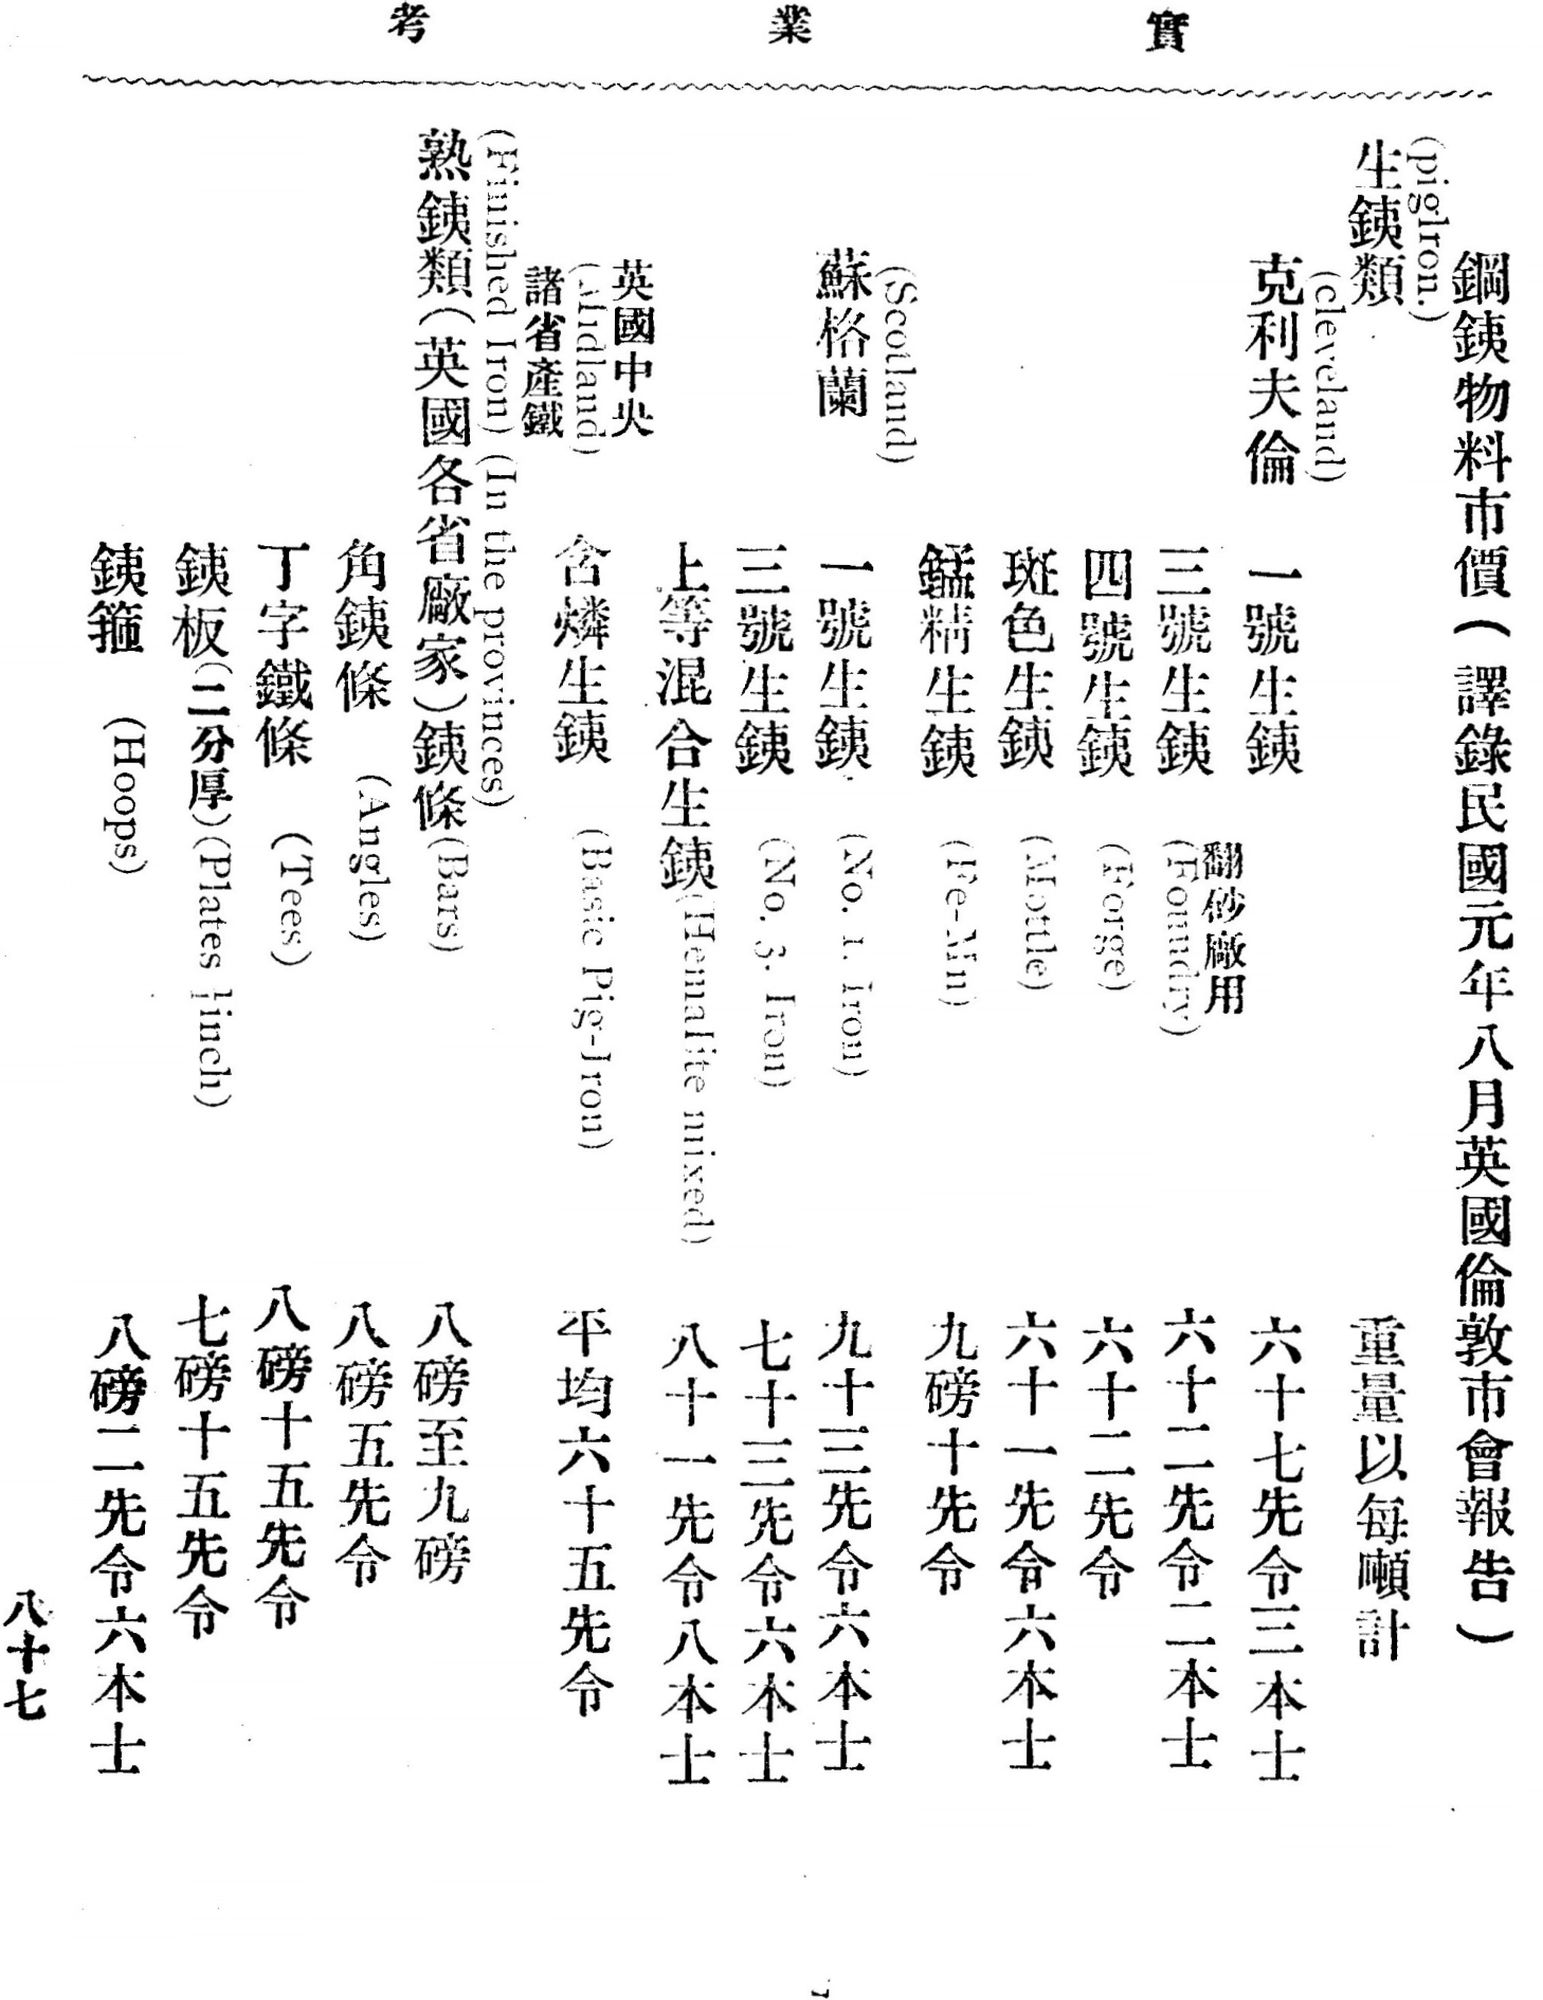 實業考
鋼銕物料市價（譯錄民國元年八月英國倫敦市會報告）
(pigIron.)
生銕類 重量以每噸計
(cleveland)
克利夫倫 一號生銕 六十七先令三本士
翻砂廠用
三號生銕 (Foundry) 六十二先令二本士
四號生銕 (Forge) 六十二先令
斑色生銕 (Mottle) 六十一先令六本士
錳精生銕 (Fe-Mn) 九磅十先令
(Scotland)
蘇格蘭 一號生銕 (No. 1. Iron) 九十三先令六本士
三號生銕 (No. 3. Iron) 七十三先令六本士
上等混合生銕 (Hemalite mixed) 八十一先令八本士
英國中央
(Midland) 含燐生銕 (Basic Pig-Iron) 平均六十五先令
諸省產鐵
(Finished Iron) (In the provinces)
熟銕類（英國各省廠家）銕條 (Bars) 八磅至九磅
角銕條 (Angles) 八磅五先令
丁字鐵條 (Tees) 八磅十五先令
銕板（二分厚）(Plates inch) 七磅十五先令
銕箍 (Hoops) 八磅二先令六本士
八十七